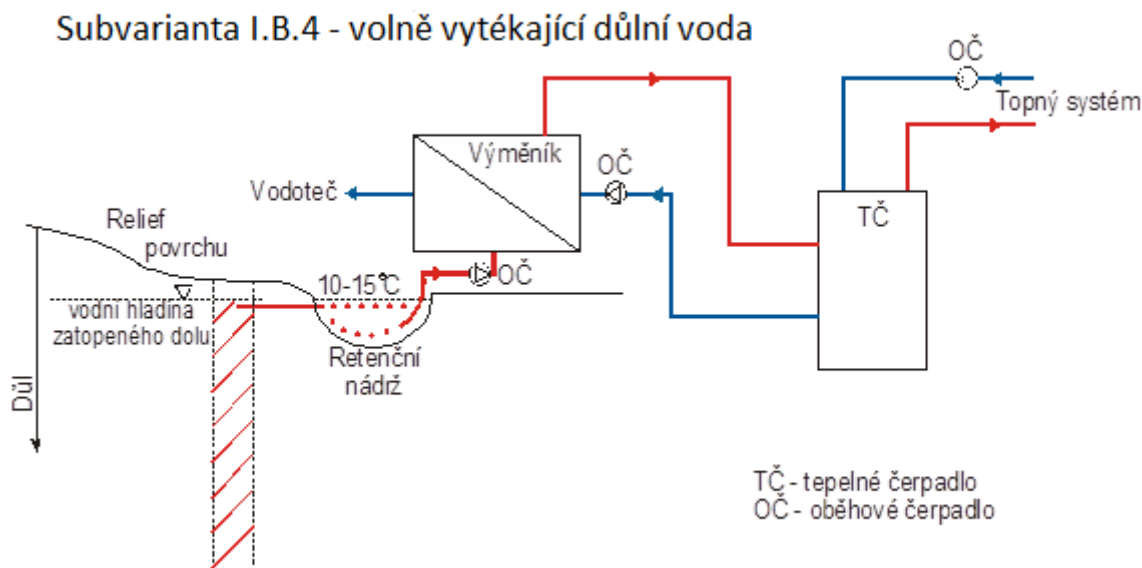 Subvarianta I.B.4 - volně vytékající důlní voda
OČ
Topný systém
Výměník
OČ
Vodoteč
TČ
Relief
povrchu
OČ
10-15°C
vodní hladina
zatopeného dolu
Retenční
nádrž
Důl
TČ - tepelné čerpadlo
OČ - oběhové čerpadlo